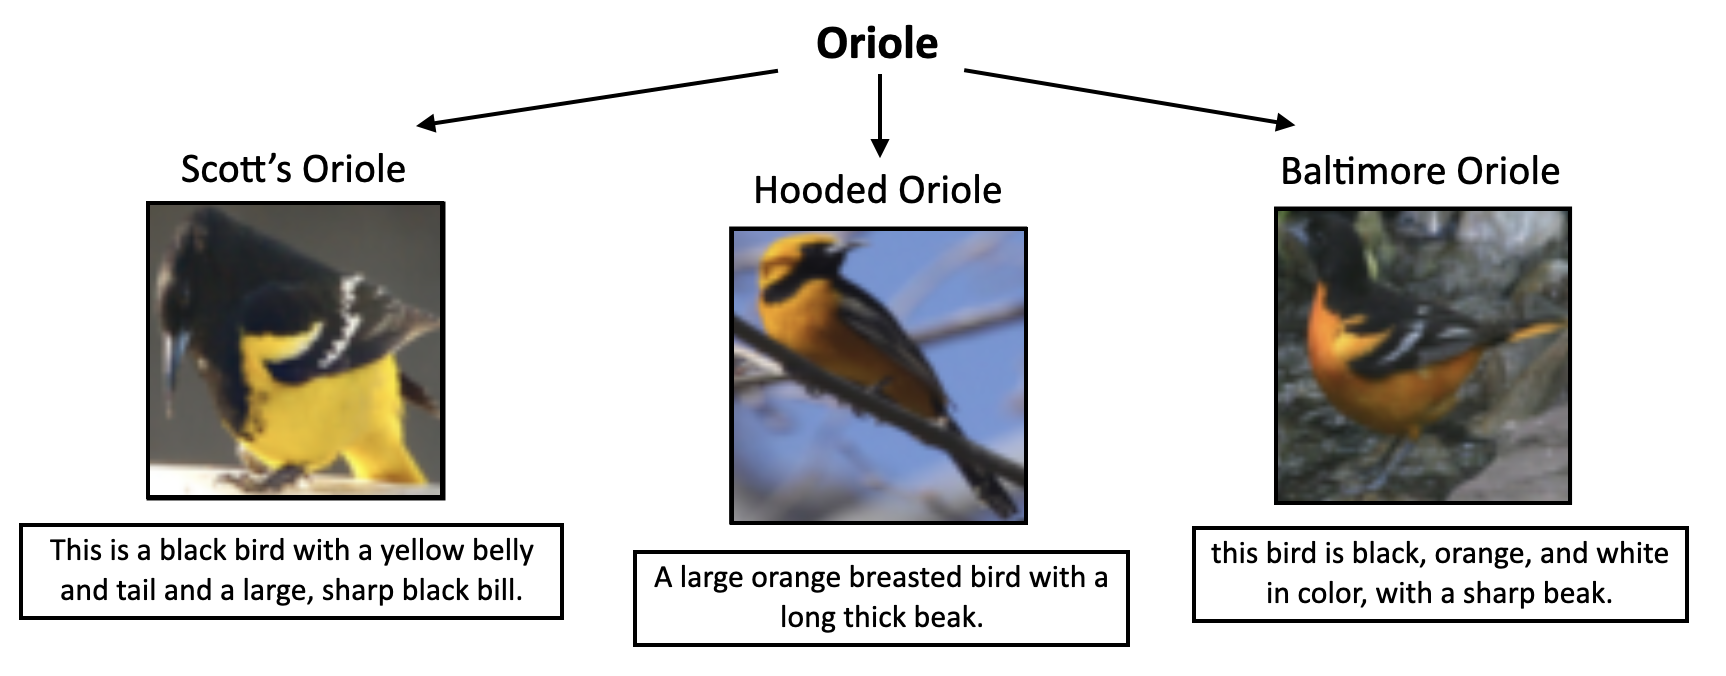 Oriole
Scott’s Oriole
Hooded Oriole
Baltimore Oriole
This is a black bird with a yellow belly
and tail and a large, sharp black bill.
A large orange breasted bird with a
long thick beak.
this bird is black, orange, and white
in color, with a sharp beak.